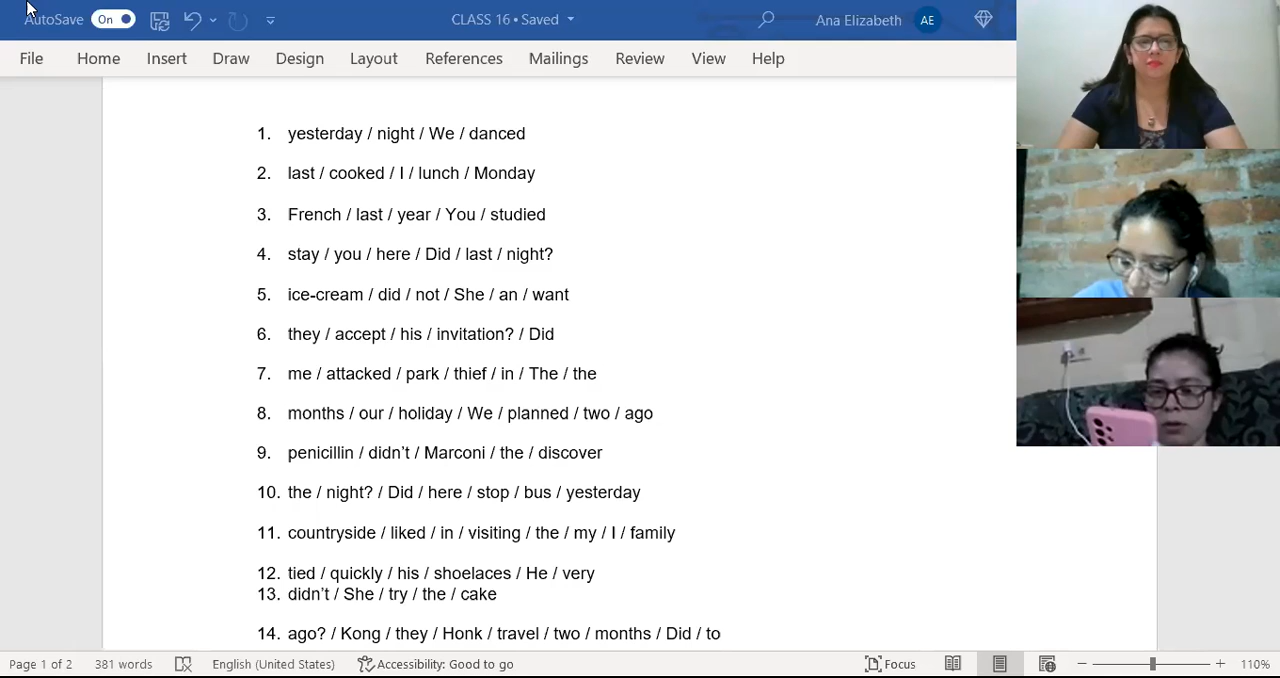 AutoSave On CLASS 16 • Saved Ana Elizabeth AE
File Home Insert Draw Design Layout References Mailings Review View Help
1. yesterday / night / We / danced
2. last / cooked / I / lunch / Monday
3. French / last / year / You / studied
4. stay / you / here / Did / last / night?
5. ice-cream / did / not / She / an / want
6. they / accept / his / invitation? / Did
7. me / attacked / park / thief / in / The / the
8. months / our / holiday / We / planned / two / ago
9. penicillin / didn’t / Marconi / the / discover
10. the / night? / Did / here / stop / bus / yesterday
11. countryside / liked / in / visiting / the / my / I / family
12. tied / quickly / his / shoelaces / He / very
13. didn’t / She / try / the / cake
14. ago? / Kong / they / Honk / travel / two / months / Did / to
Page 1 of 2 381 words English (United States) Accessibility: Good to go Focus 110%